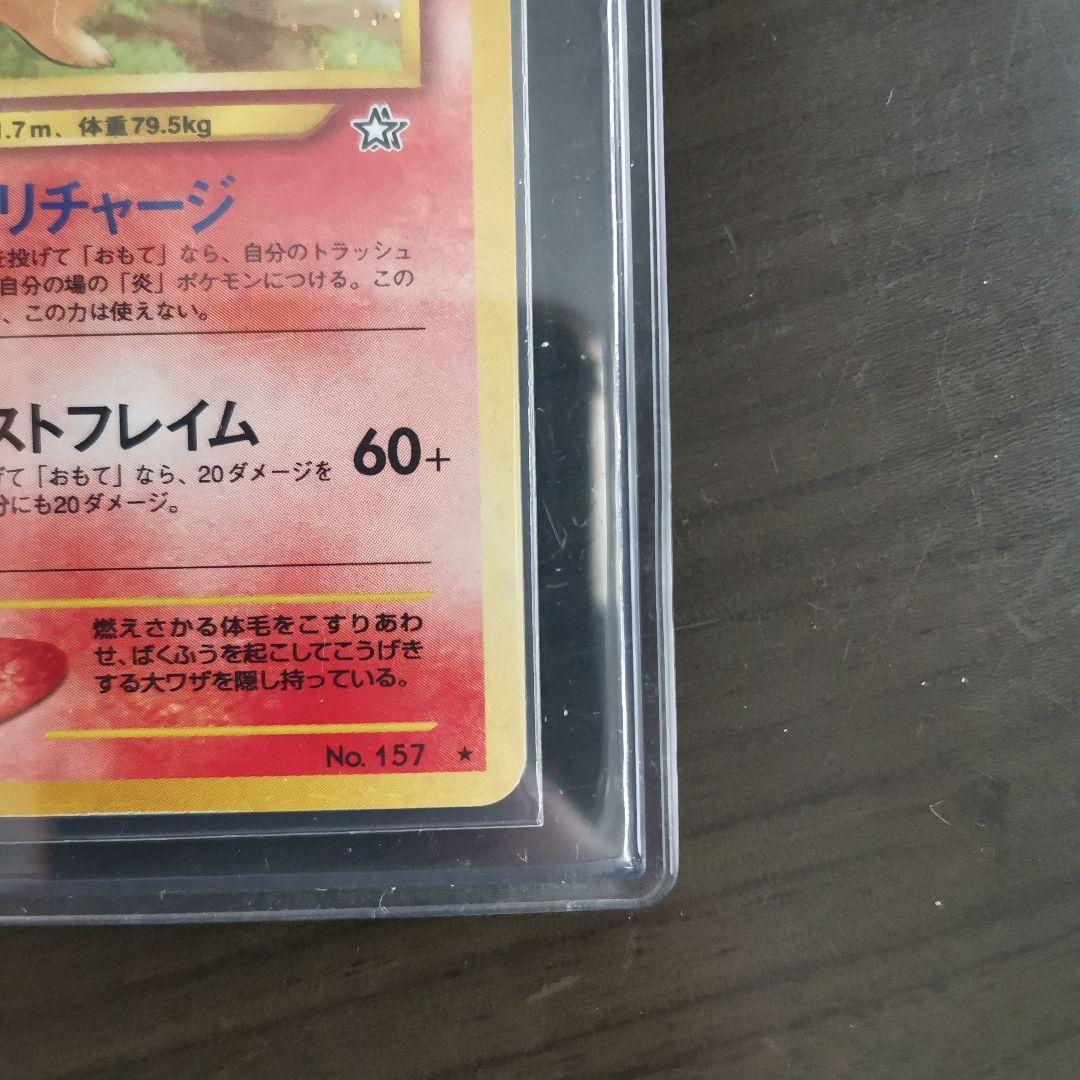 1.7m、体重79.5kg
リチャージ
を投げて「おもて」なら、自分のトラッシュ
自分の場の「炎」ポケモンにつける。この
、この力は使えない。
ストフレイム
60+
げて「おもて」なら、20ダメージを
分にも20ダメージ。
燃えさかる体毛をこすりあわ
せ、ばくふうを起こしてこうげき
する大ワザを隠し持っている。
No. 157 ★